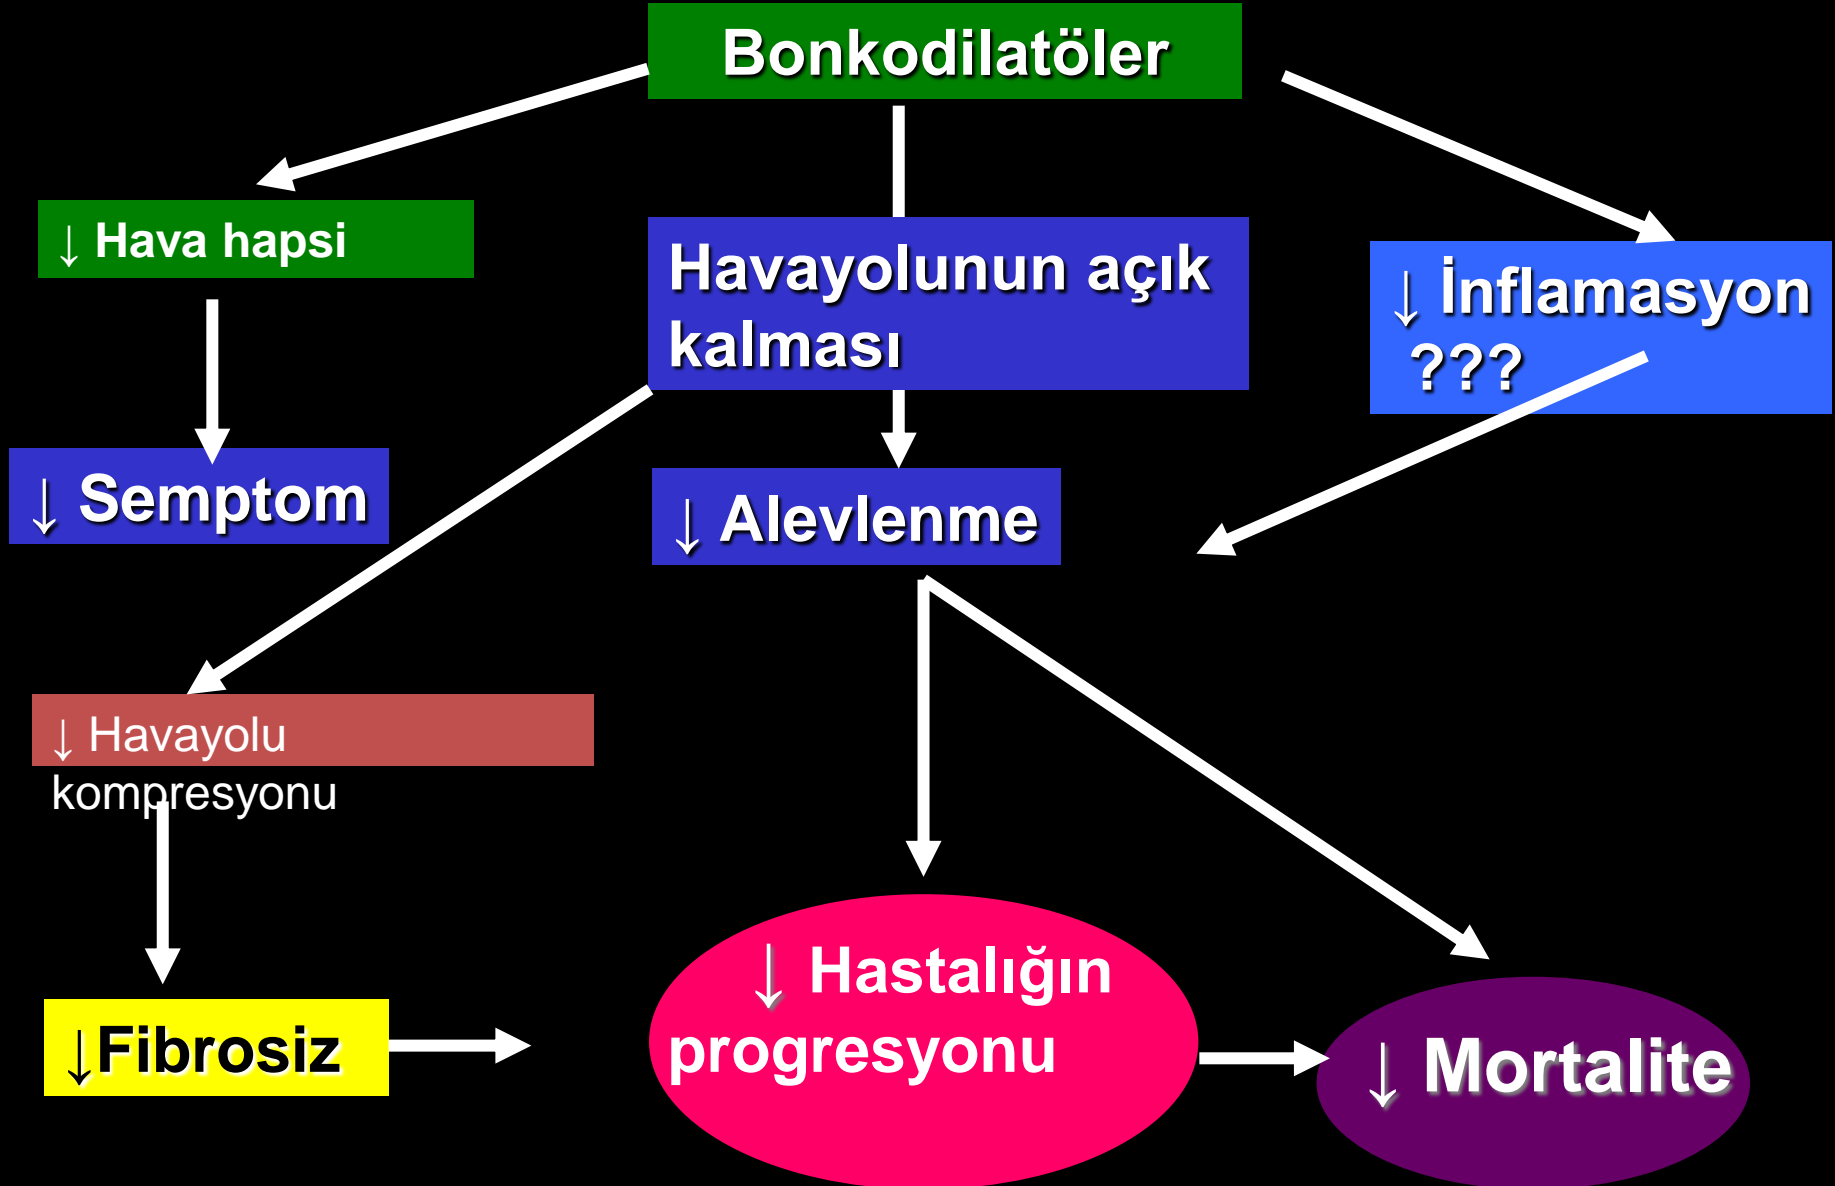 Bonkodilatöler
↓ Hava hapsi
Havayolunun açık
kalması
↓ İnflamasyon
???
↓ Semptom
↓ Alevlenme
↓ Havayolu
kompresyonu
↓ Hastalığın
progresyonu
↓Fibrosiz
↓ Mortalite